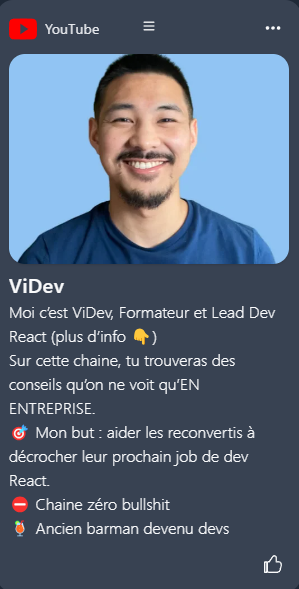 YouTube
ViDev
Moi c’est ViDev, Formateur et Lead Dev
React (plus d’info 👇)
Sur cette chaine, tu trouveras des
conseils qu’on ne voit qu’EN
ENTREPRISE.
🎯 Mon but : aider les reconvertis à
décrocher leur prochain job de dev
React.
⛔ Chaine zéro bullshit
🍹 Ancien barman devenu devs